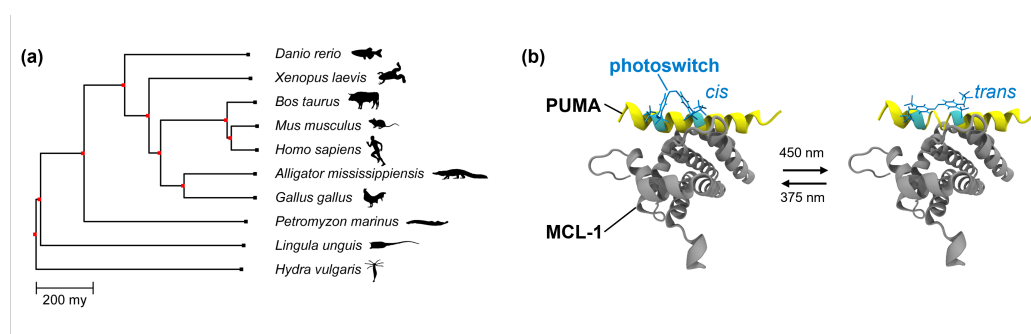 (a)
Danio rerio
Xenopus laevis
Bos taurus
Mus musculus
Homo sapiens
Alligator mississippiensis
Gallus gallus
Petromyzon marinus
Lingula unguis
Hydra vulgaris
200 my
(b)
photoswitch
cis
PUMA
MCL-1
450 nm
375 nm
trans